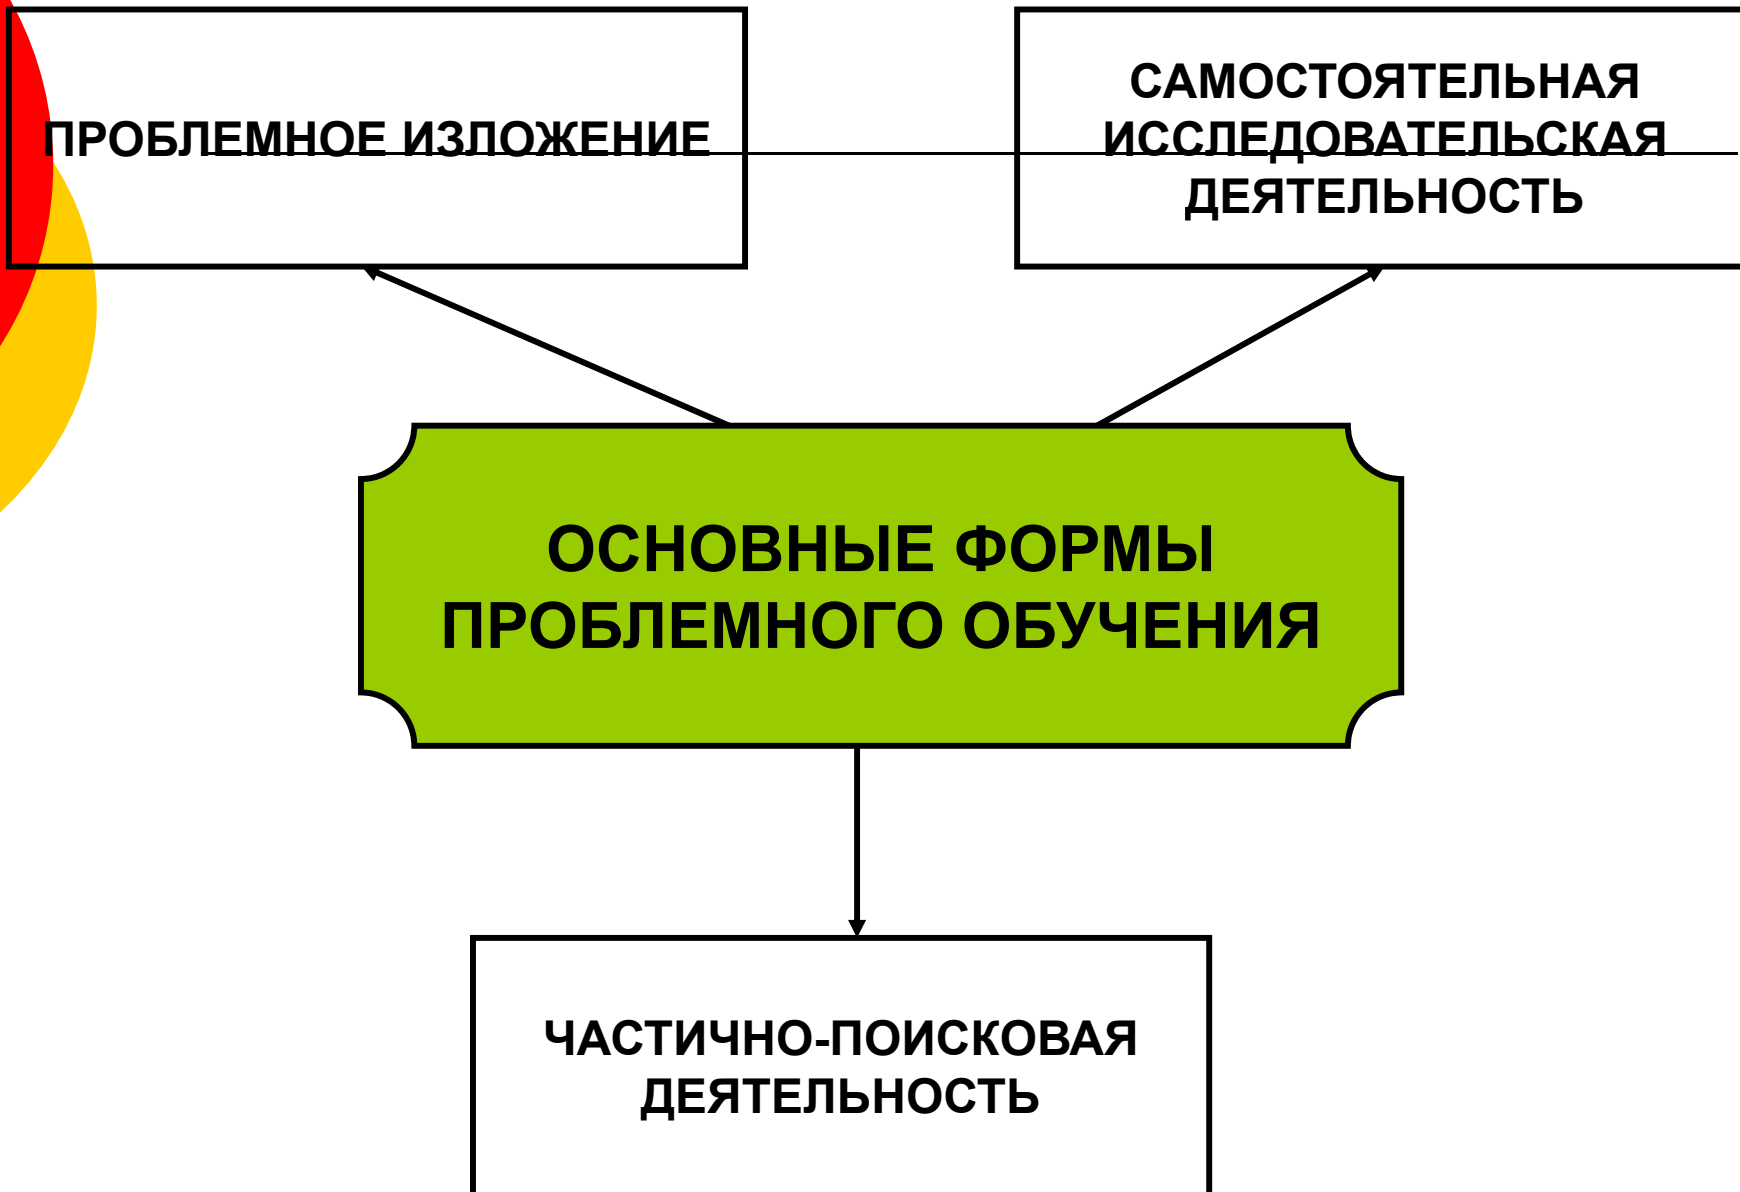 ПРОБЛЕМНОЕ ИЗЛОЖЕНИЕ
САМОСТОЯТЕЛЬНАЯ
ИССЛЕДОВАТЕЛЬСКАЯ
ДЕЯТЕЛЬНОСТЬ
ОСНОВНЫЕ ФОРМЫ
ПРОБЛЕМНОГО ОБУЧЕНИЯ
ЧАСТИЧНО-ПОИСКОВАЯ
ДЕЯТЕЛЬНОСТЬ